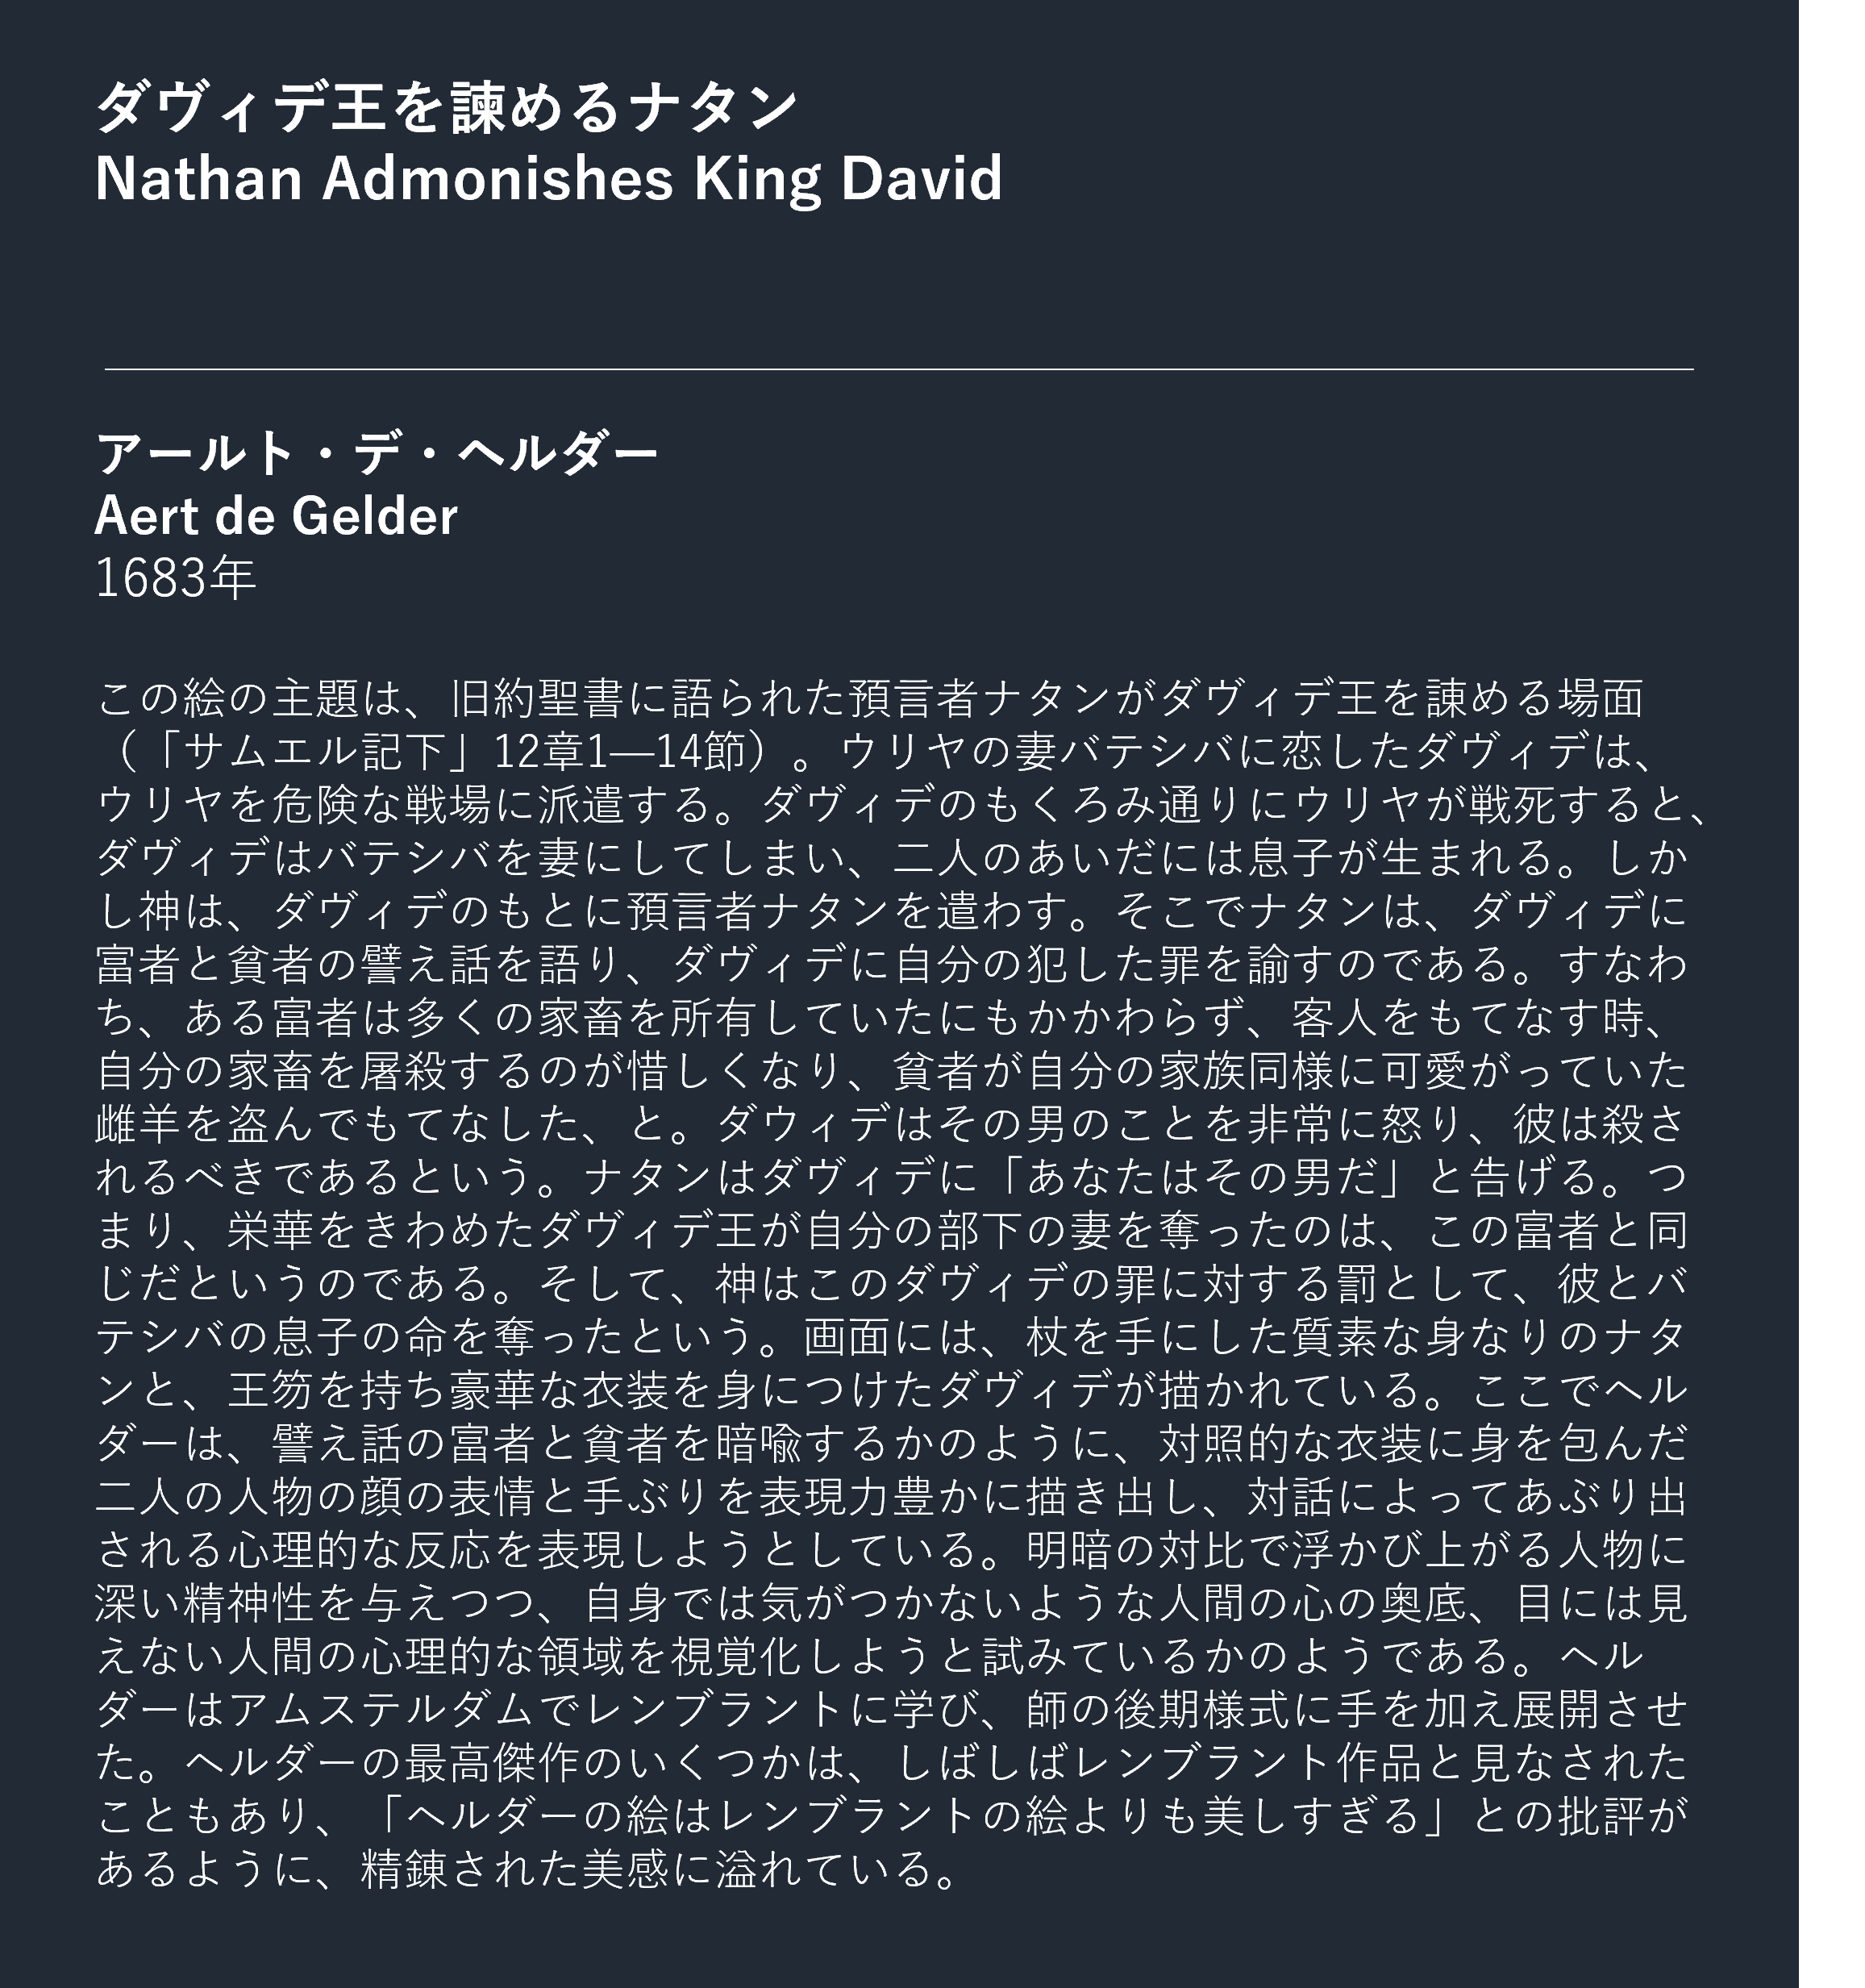 ダヴィデ王を諫めるナタン
Nathan Admonishes King David
アールト・デ・ヘルダー
Aert de Gelder
1683年
この絵の主題は、旧約聖書に語られた預言者ナタンがダヴィデ王を諫める場面
（「サムエル記下」12章1―14節）。ウリヤの妻バテシバに恋したダヴィデは、
ウリヤを危険な戦場に派遣する。ダヴィデのもくろみ通りにウリヤが戦死すると、
ダヴィデはバテシバを妻にしてしまい、二人のあいだには息子が生まれる。しか
し神は、ダヴィデのもとに預言者ナタンを遣わす。そこでナタンは、ダヴィデに
富者と貧者の譬え話を語り、ダヴィデに自分の犯した罪を諭すのである。すなわ
ち、ある富者は多くの家畜を所有していたにもかかわらず、客人をもてなす時、
自分の家畜を屠殺するのが惜しくなり、貧者が自分の家族同様に可愛がっていた
雌羊を盗んでもてなした、と。ダウィデはその男のことを非常に怒り、彼は殺さ
れるべきであるという。ナタンはダヴィデに「あなたはその男だ」と告げる。つ
まり、栄華をきわめたダヴィデ王が自分の部下の妻を奪ったのは、この富者と同
じだというのである。そして、神はこのダヴィデの罪に対する罰として、彼とバ
テシバの息子の命を奪ったという。画面には、杖を手にした質素な身なりのナタ
ンと、王笏を持ち豪華な衣装を身につけたダヴィデが描かれている。ここでヘル
ダーは、譬え話の富者と貧者を暗喩するかのように、対照的な衣装に身を包んだ
二人の人物の顔の表情と手ぶりを表現力豊かに描き出し、対話によってあぶり出
される心理的な反応を表現しようとしている。明暗の対比で浮かび上がる人物に
深い精神性を与えつつ、自身では気がつかないような人間の心の奥底、目には見
えない人間の心理的な領域を視覚化しようと試みているかのようである。ヘル
ダーはアムステルダムでレンブラントに学び、師の後期様式に手を加え展開させ
た。ヘルダーの最高傑作のいくつかは、しばしばレンブラント作品と見なされた
こともあり、「ヘルダーの絵はレンブラントの絵よりも美しすぎる」との批評が
あるように、精錬された美感に溢れている。